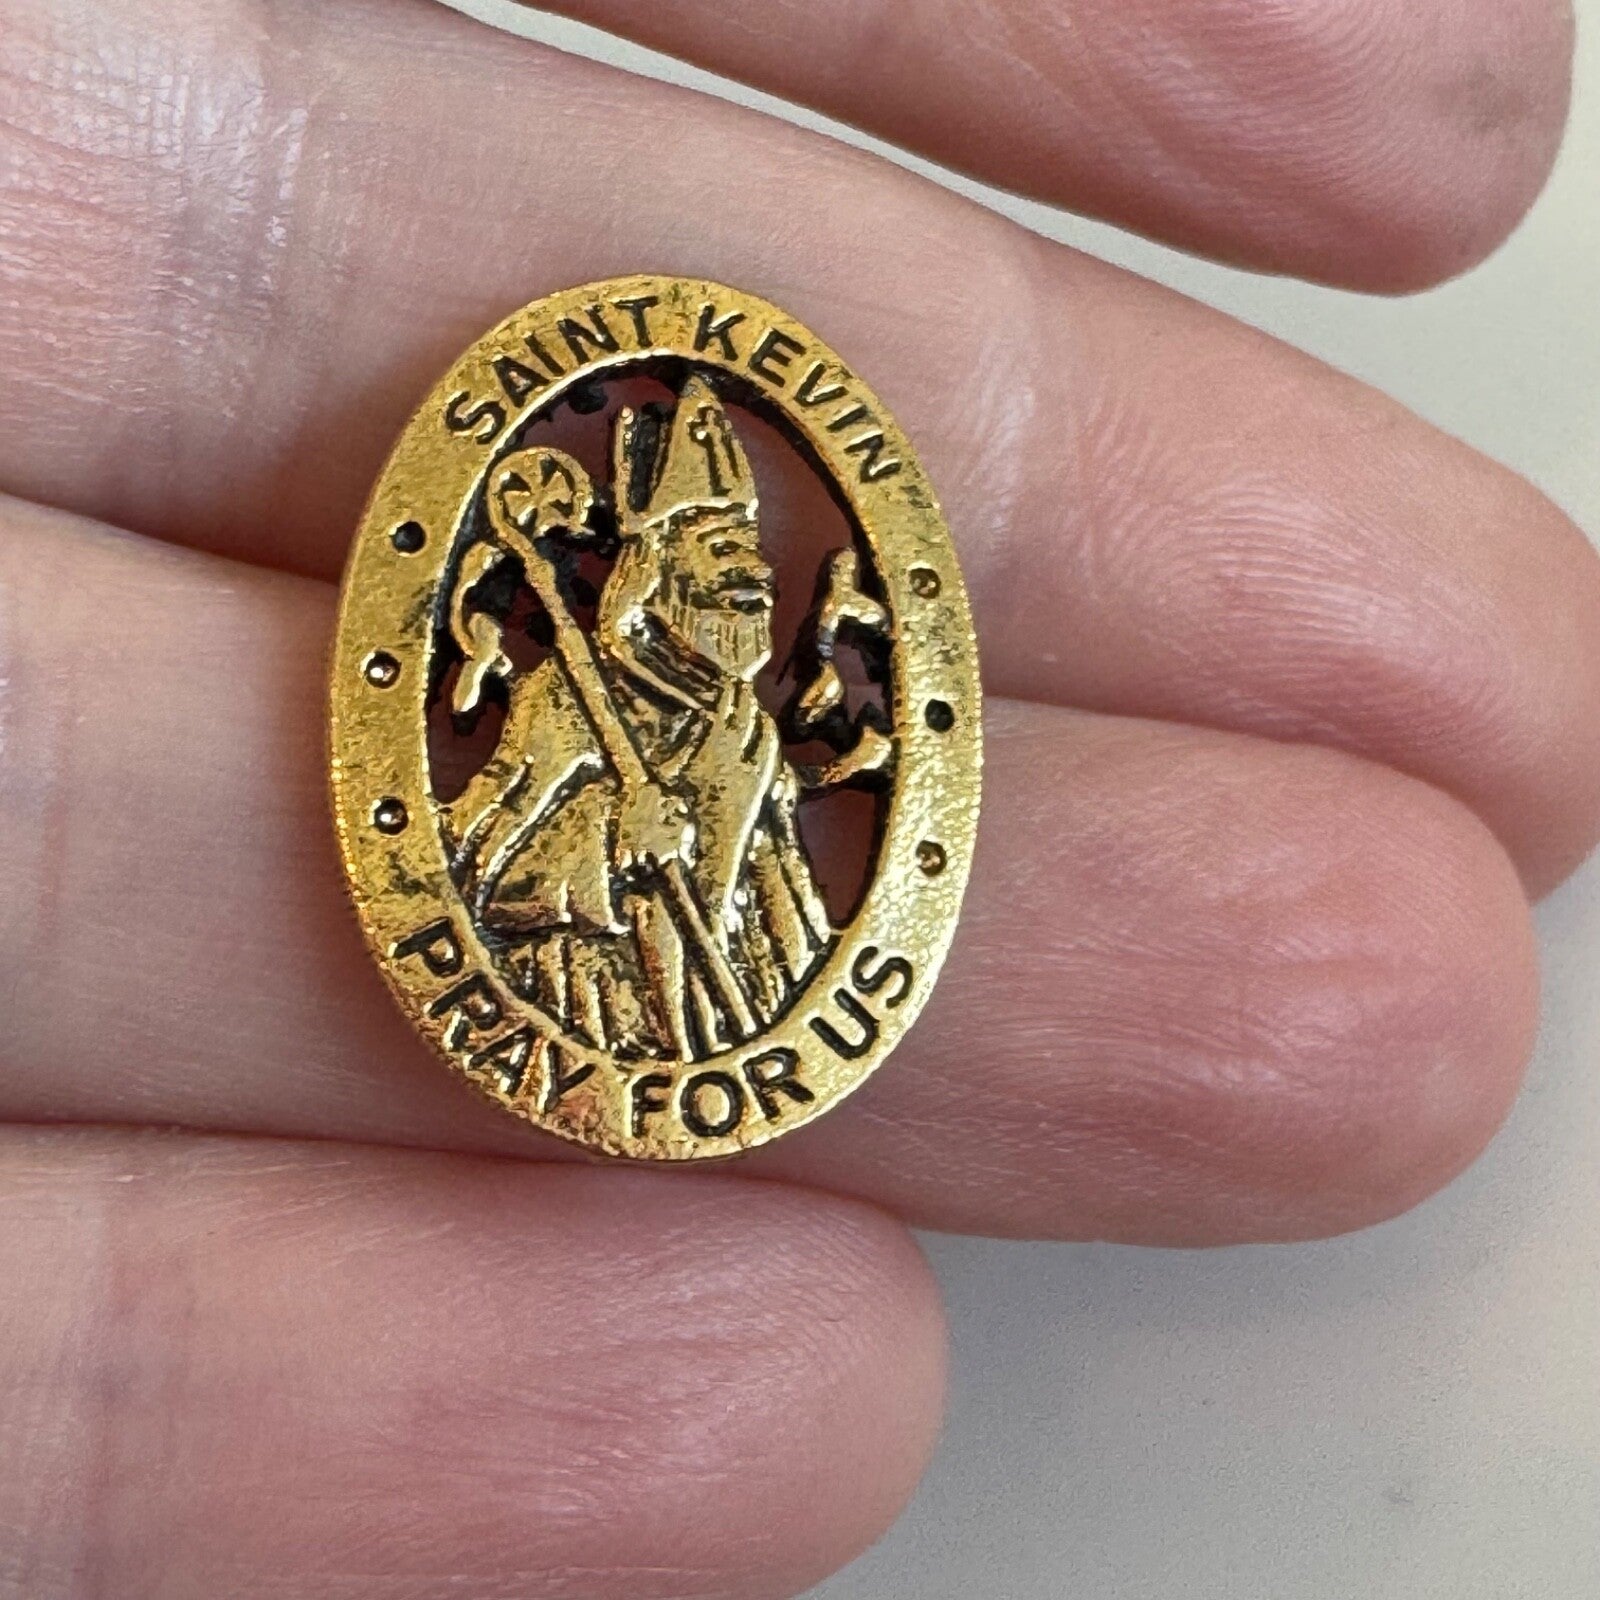 SAINT KEVIN
PRAY FOR US